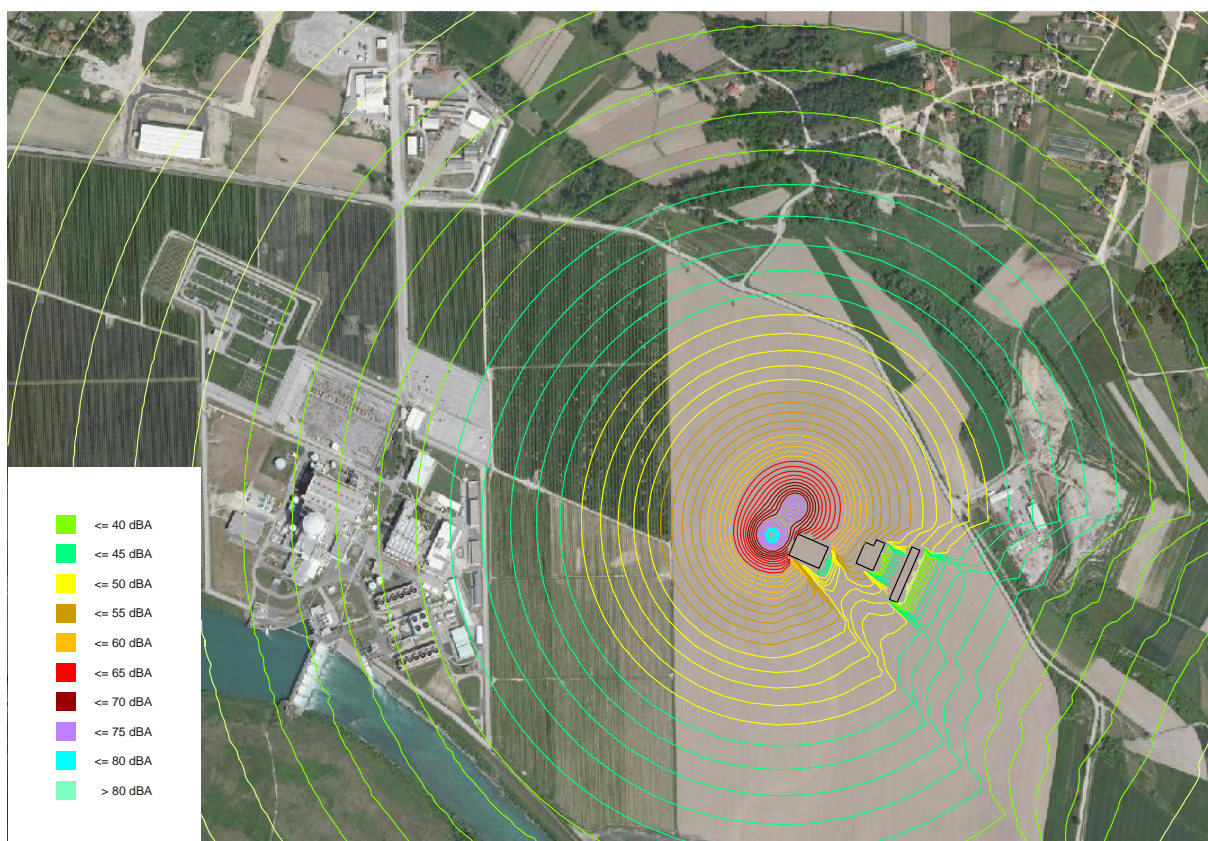 <= 40 dBA
<= 45 dBA
<= 50 dBA
<= 55 dBA
<= 60 dBA
<= 65 dBA
<= 70 dBA
<= 75 dBA
<= 80 dBA
> 80 dBA